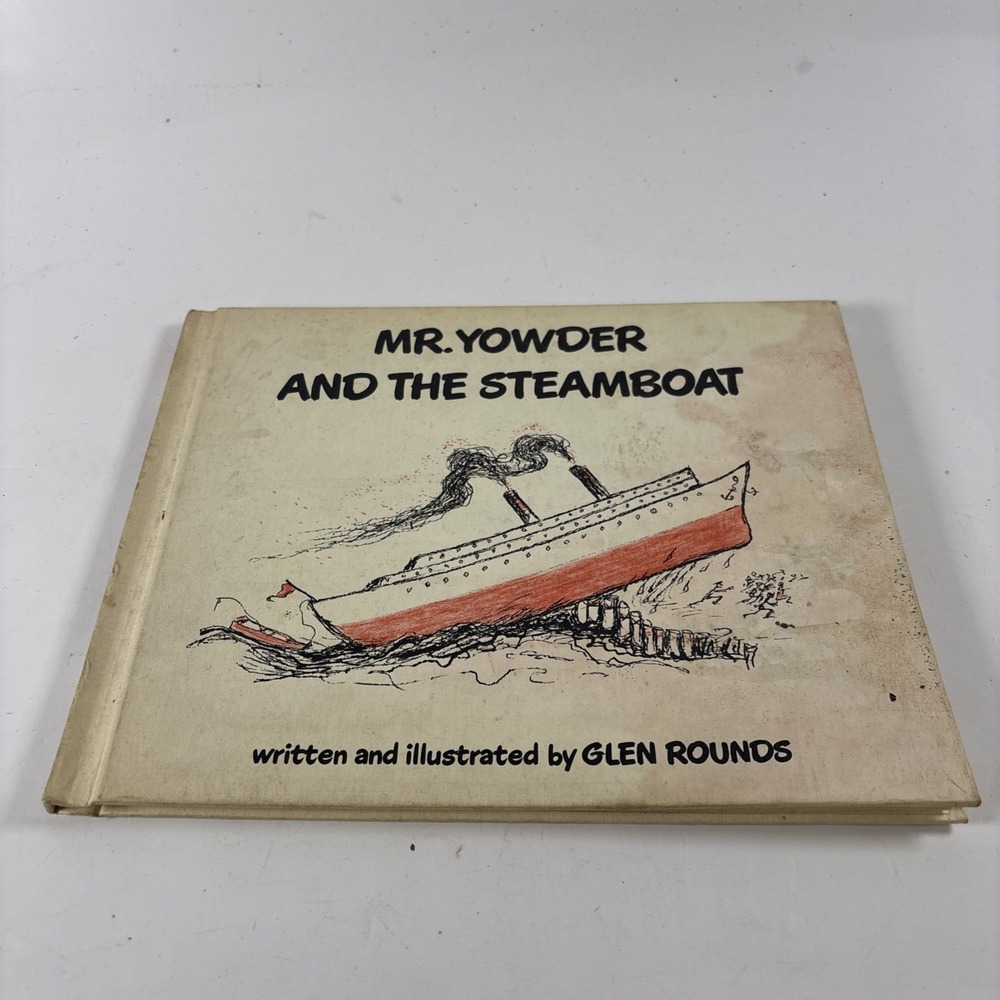 MR. YOWDER
AND THE STEAMBOAT
written and illustrated by GLEN ROUNDS